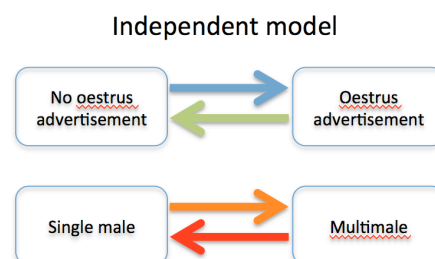 Independent model
No oestrus
advertisement
Oestrus
advertisement
Single male
Multimale